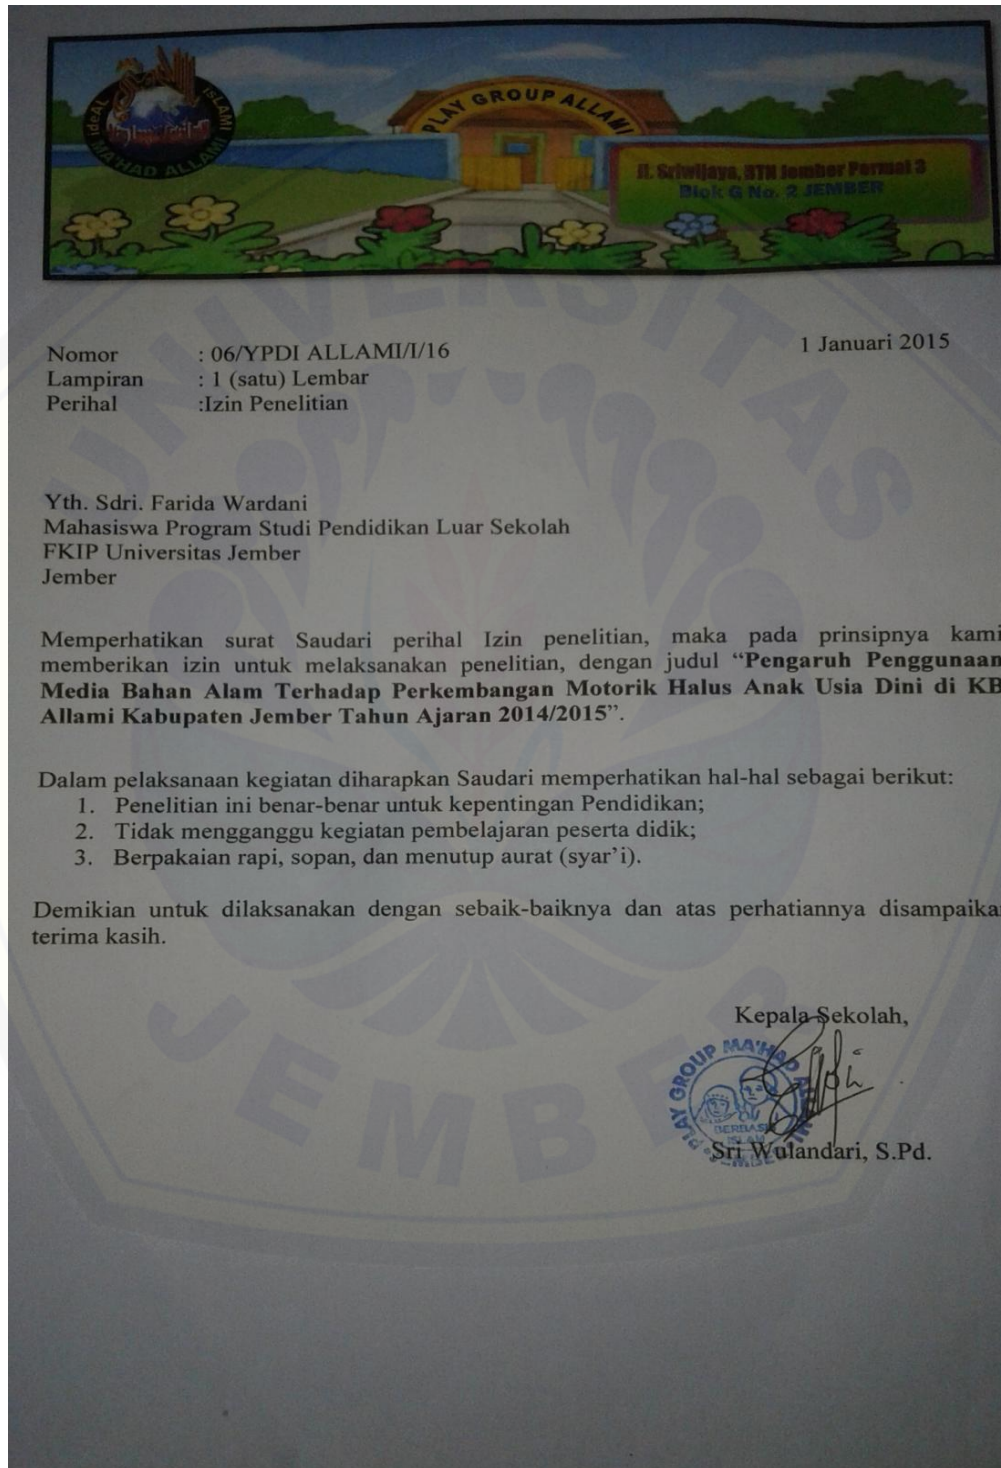 ideAL isLAMI
MA'HAD ALLAMI
PLAY GROUP ALLAMI
Jl. Sriwijaya, BTN Jember Permai 3
Blok G No. 2 JEMBER
1 Januari 2015
Nomor : 06/YPDI ALLAMI/I/16
Lampiran : 1 (satu) Lembar
Perihal :Izin Penelitian
Yth. Sdri. Farida Wardani
Mahasiswa Program Studi Pendidikan Luar Sekolah
FKIP Universitas Jember
Jember
Memperhatikan surat Saudari perihal Izin penelitian, maka pada prinsipnya kami
memberikan izin untuk melaksanakan penelitian, dengan judul “Pengaruh Penggunaan
Media Bahan Alam Terhadap Perkembangan Motorik Halus Anak Usia Dini di KB
Allami Kabupaten Jember Tahun Ajaran 2014/2015”.
Dalam pelaksanaan kegiatan diharapkan Saudari memperhatikan hal-hal sebagai berikut:
1. Penelitian ini benar-benar untuk kepentingan Pendidikan;
2. Tidak mengganggu kegiatan pembelajaran peserta didik;
3. Berpakaian rapi, sopan, dan menutup aurat (syar’i).
Demikian untuk dilaksanakan dengan sebaik-baiknya dan atas perhatiannya disampaika
terima kasih.
Kepala Sekolah,
PLAY GROUP MA'HAD
ISLAM
Sri Wulandari, S.Pd.
UNIVERSITAS
JEMBER